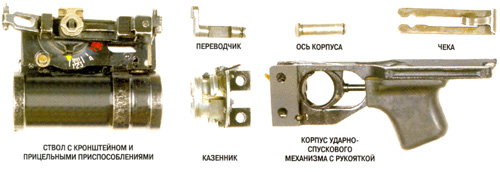 ПЕРЕВОДЧИК
ОСЬ КОРПУСА
ЧЕКА
СТВОЛ С КРОНШТЕЙНОМ И
ПРИЦЕЛЬНЫМИ ПРИСПОСОБЛЕНИЯМИ
КАЗЕННИК
КОРПУС УДАРНО-
СПУСКОВОГО
МЕХАНИЗМА С РУКОЯТКОЙ